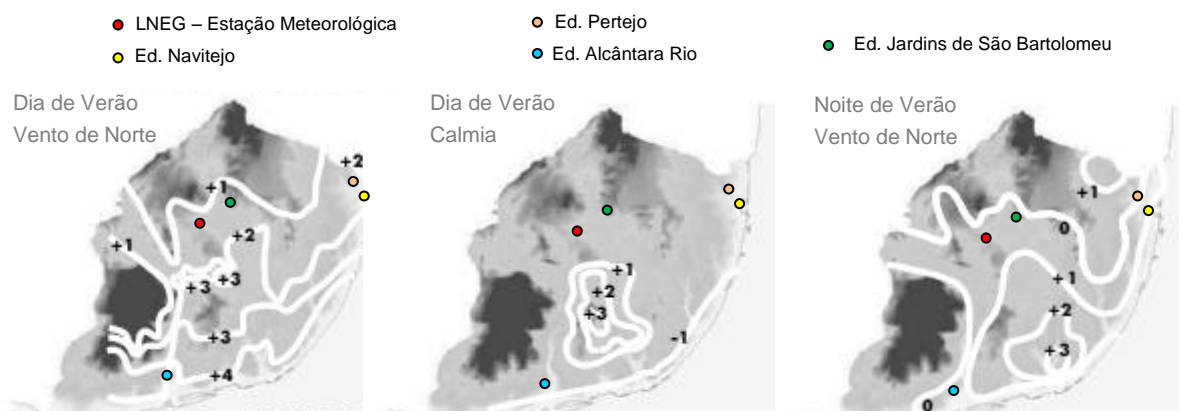 LNEG – Estação Meteorológica
Ed. Navitejo
Ed. Pertejo
Ed. Alcântara Rio
Ed. Jardins de São Bartolomeu
Dia de Verão
Vento de Norte
+2
+1
+2
+1
+3
+3
+3
+4
Dia de Verão
Calmia
+1
+2
+3
-1
Noite de Verão
Vento de Norte
+1
0
+1
+2
+3
0